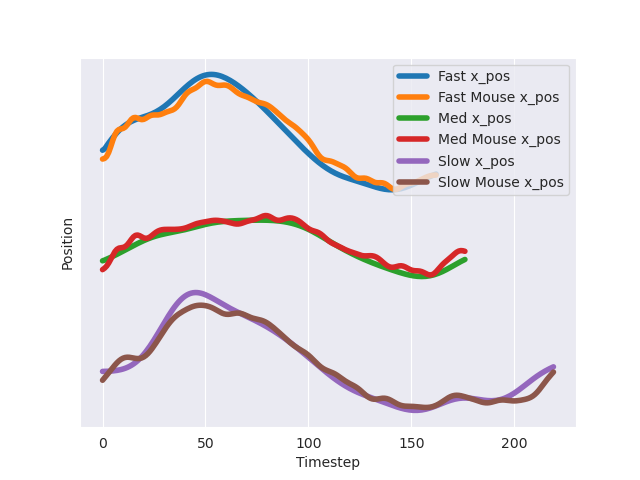 Fast x_pos
Fast Mouse x_pos
Med x_pos
Med Mouse x_pos
Slow x_pos
Slow Mouse x_pos
Position
0 50 100 150 200
Timestep